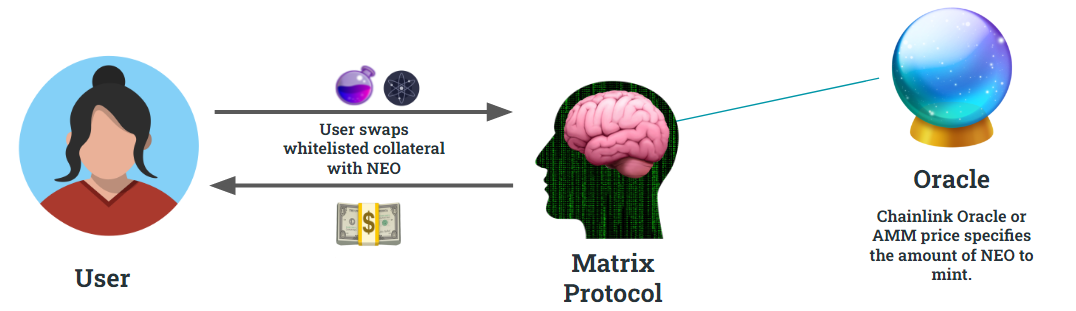 User swaps
whitelisted collateral
with NEO
User
Matrix
Protocol
Oracle
Chainlink Oracle or
AMM price specifies
the amount of NEO to
mint.